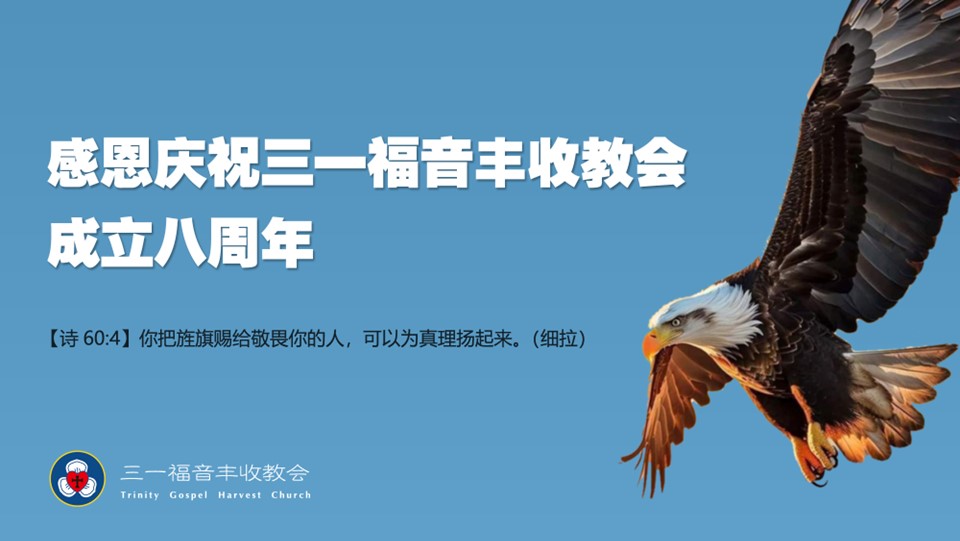 感恩庆祝三一福音丰收教会
成立八周年
【诗 60:4】你把旌旗赐给敬畏你的人，可以为真理扬起来。（细拉）
三一福音丰收教会
Trinity Gospel Harvest Church